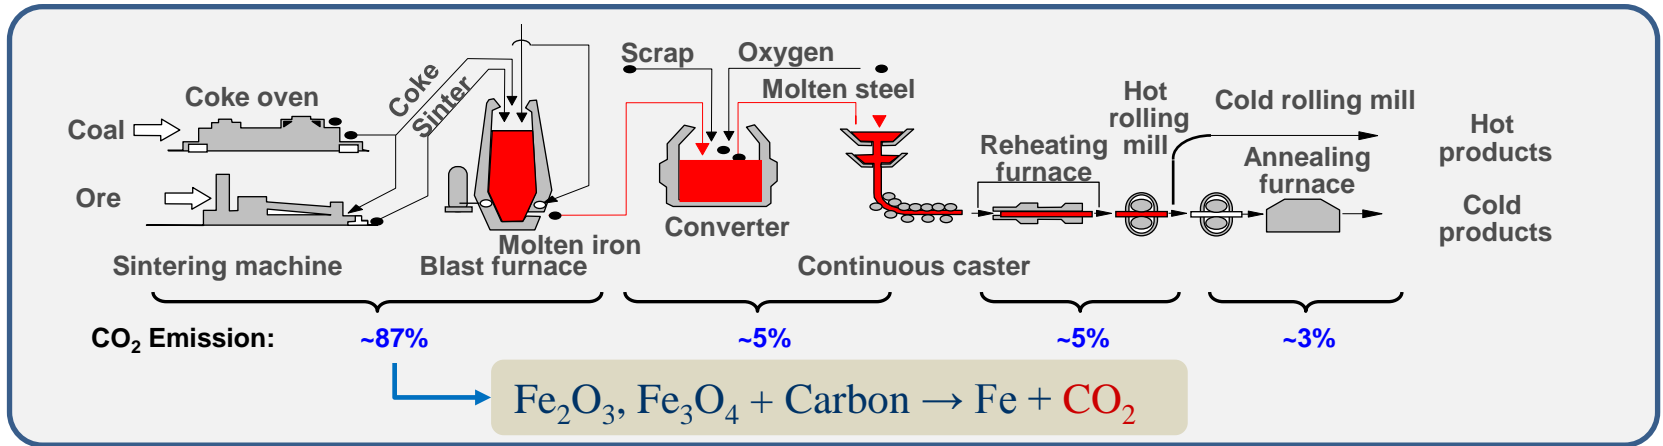 Scrap
Oxygen
Coke oven
Coke
Sinter
Molten steel
Hot
rolling
mill
Cold rolling mill
Coal
Hot
products
Reheating
furnace
Annealing
furnace
Ore
Converter
Cold
products
Molten iron
Sintering machine
Blast furnace
Continuous caster
CO₂ Emission:
~87%
~5%
~5%
~3%
Fe₂O₃, Fe₃O₄ + Carbon → Fe + CO₂